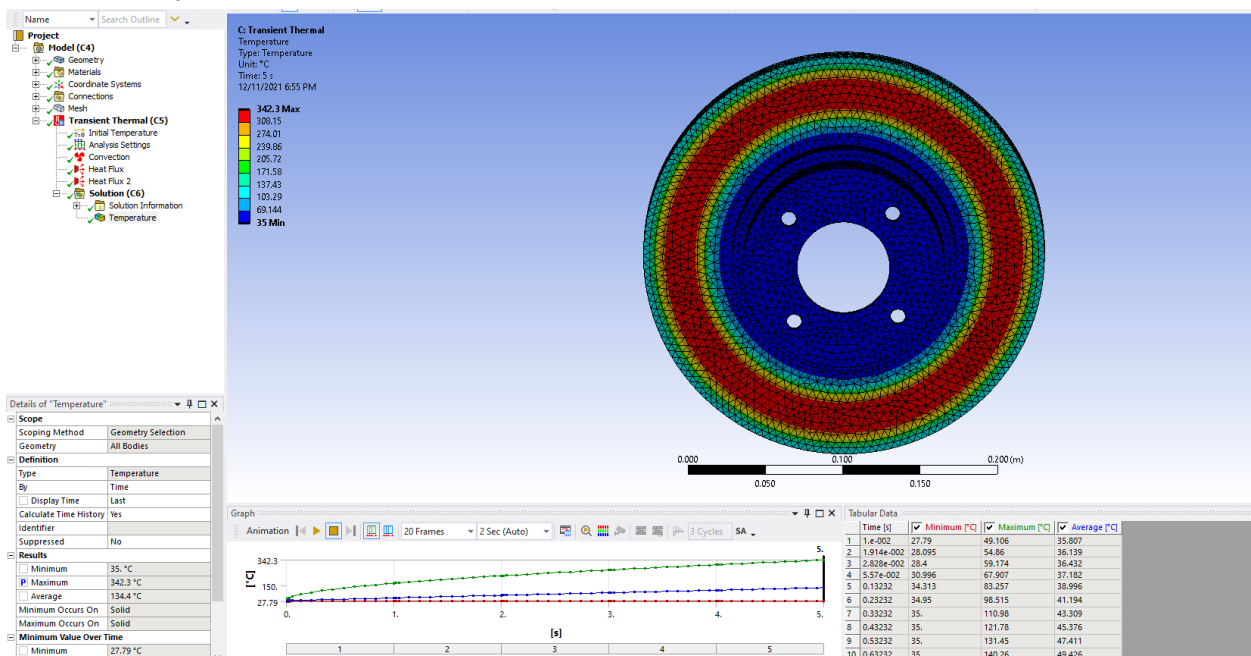 Name Search Outline
Project
Model (C4)
Geometry
Materials
Coordinate Systems
Connections
Mesh
Transient Thermal (C5)
Initial Temperature
Analysis Settings
Convection
Heat Flux
Heat Flux 2
Solution (C6)
Solution Information
Temperature
C: Transient Thermal
Temperature
Type: Temperature
Unit: °C
Time: 5 s
12/11/2021 6:55 PM
342.3 Max
308.15
274.01
239.86
205.72
171.58
137.43
103.29
69.144
35 Min
0.000 0.100 0.200 (m)
0.050 0.150
Details of "Temperature"
Scope
Scoping Method Geometry Selection
Geometry All Bodies
Definition
Type Temperature
By Time
Display Time Last
Calculate Time History Yes
Identifier
Suppressed No
Results
Minimum 35. °C
P Maximum 342.3 °C
Average 134.4 °C
Minimum Occurs On Solid
Maximum Occurs On Solid
Minimum Value Over Time
Minimum 27.79 °C
Graph
Animation 20 Frames 2 Sec (Auto) 3 Cycles SA
5.
342.3
150.
27.79
[°C]
0. 1. 2. 3. 4. 5.
[s]
1 2 3 4 5
Tabular Data
Time [s] Minimum [°C] Maximum [°C] Average [°C]
1 1.e-002 27.79 49.106 35.807
2 1.914e-002 28.095 54.86 36.139
3 2.828e-002 28.4 59.174 36.432
4 5.57e-002 30.996 67.907 37.182
5 0.13232 34.313 83.257 38.996
6 0.23232 34.95 98.515 41.194
7 0.33232 35. 110.98 43.309
8 0.43232 35. 121.78 45.376
9 0.53232 35. 131.45 47.411
10 0.63232 35. 140.26 49.426